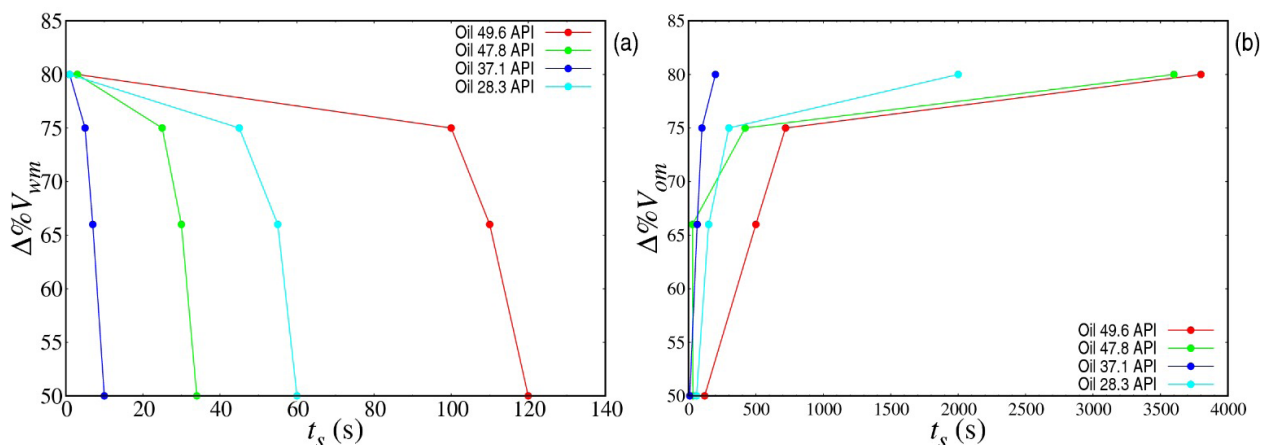 85
80
75
70
65
60
55
50
Δ%V_wm
0 20 40 60 80 100 120 140
t_s (s)
Oil 49.6 API
Oil 47.8 API
Oil 37.1 API
Oil 28.3 API
(a)
85
80
75
70
65
60
55
50
Δ%V_om
0 500 1000 1500 2000 2500 3000 3500 4000
t_s (s)
Oil 49.6 API
Oil 47.8 API
Oil 37.1 API
Oil 28.3 API
(b)